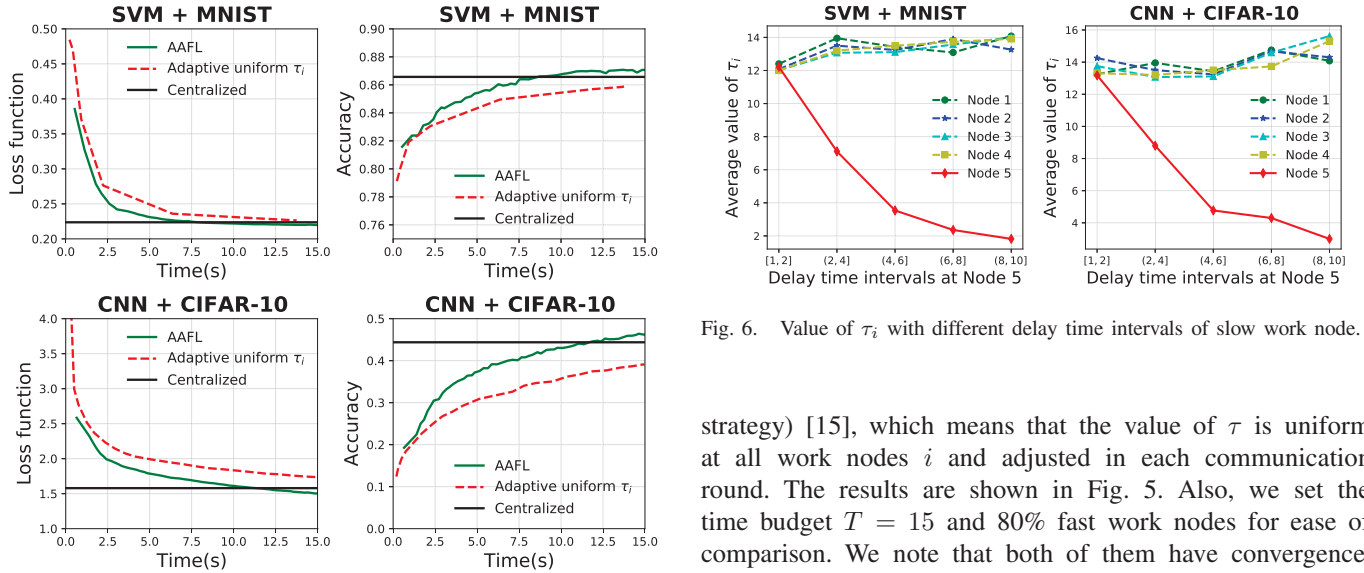 SVM + MNIST
Loss function
0.50
0.45
0.40
0.35
0.30
0.25
0.20
AAFL
Adaptive uniform τi
Centralized
0.0 2.5 5.0 7.5 10.0 12.5 15.0
Time(s)
SVM + MNIST
Accuracy
0.90
0.88
0.86
0.84
0.82
0.80
0.78
0.76
AAFL
Adaptive uniform τi
Centralized
0.0 2.5 5.0 7.5 10.0 12.5 15.0
Time(s)
CNN + CIFAR-10
Loss function
4.0
3.5
3.0
2.5
2.0
1.5
1.0
AAFL
Adaptive uniform τi
Centralized
0.0 2.5 5.0 7.5 10.0 12.5 15.0
Time(s)
CNN + CIFAR-10
Accuracy
0.5
0.4
0.3
0.2
0.1
0.0
AAFL
Adaptive uniform τi
Centralized
0.0 2.5 5.0 7.5 10.0 12.5 15.0
Time(s)
SVM + MNIST
Average value of τi
14
12
10
8
6
4
2
Node 1
Node 2
Node 3
Node 4
Node 5
[1, 2] (2, 4] (4, 6] (6, 8] (8, 10]
Delay time intervals at Node 5
CNN + CIFAR-10
Average value of τi
16
14
12
10
8
6
4
Node 1
Node 2
Node 3
Node 4
Node 5
[1, 2] (2, 4] (4, 6] (6, 8] (8, 10]
Delay time intervals at Node 5
Fig. 6. Value of τi with different delay time intervals of slow work node.
strategy) [15], which means that the value of τ is uniform
at all work nodes i and adjusted in each communication
round. The results are shown in Fig. 5. Also, we set the
time budget T = 15 and 80% fast work nodes for ease of
comparison. We note that both of them have convergence,